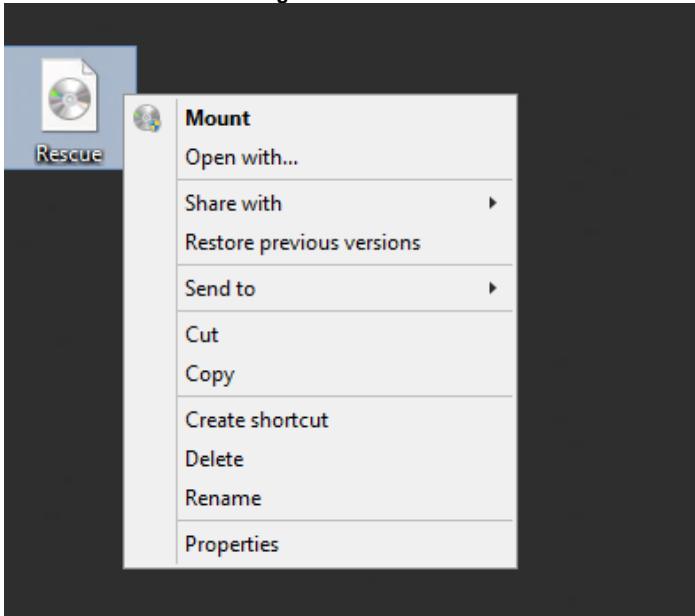 Rescue
Mount
Open with...
Share with
Restore previous versions
Send to
Cut
Copy
Create shortcut
Delete
Rename
Properties